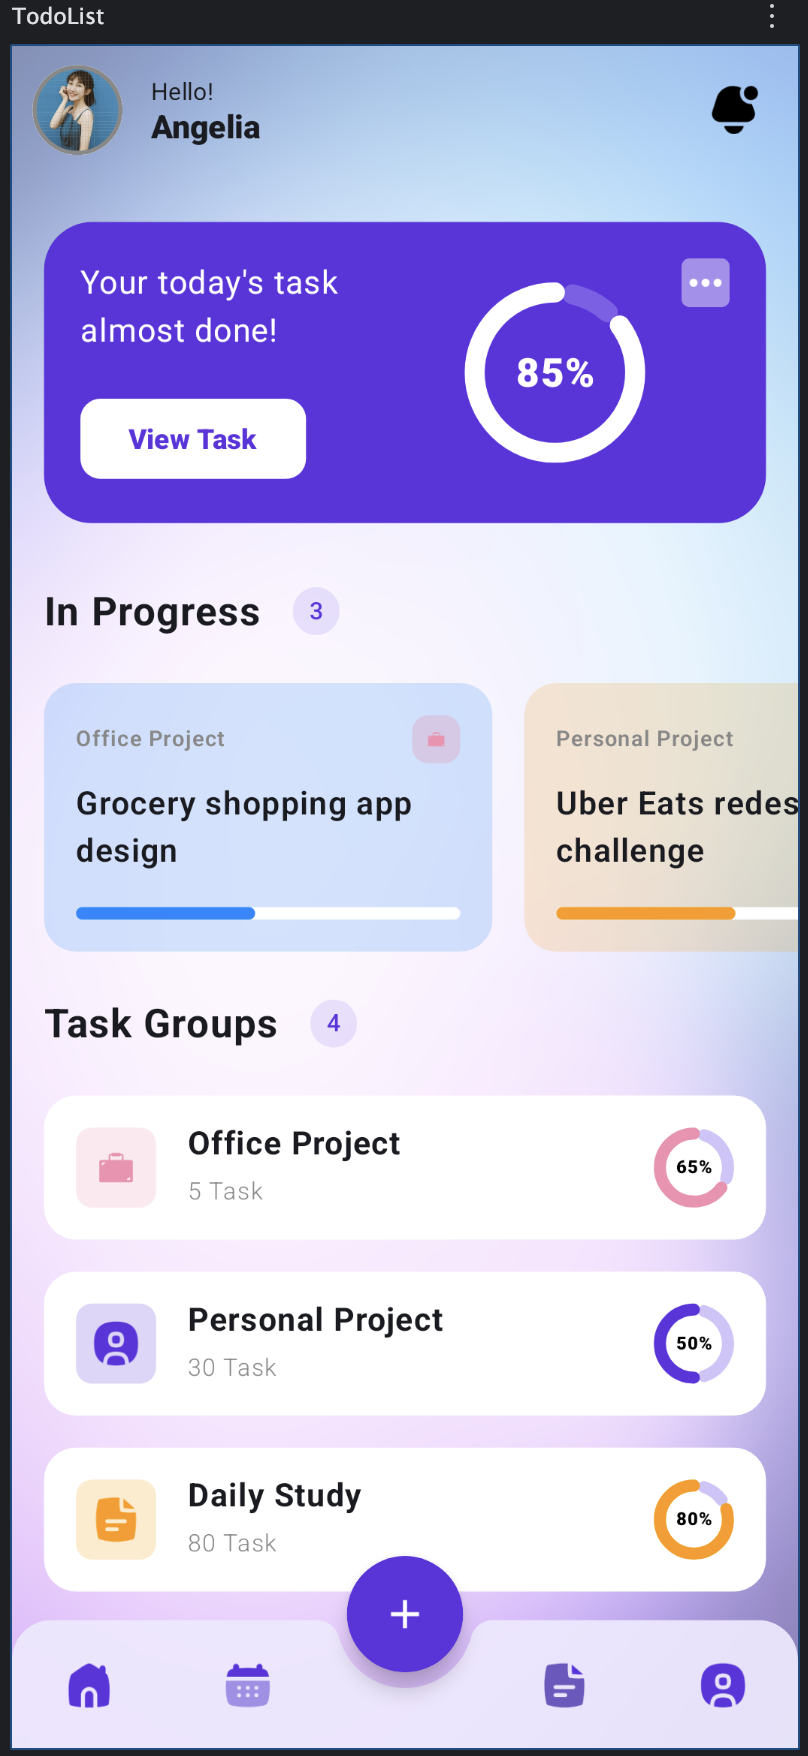 TodoList
Hello!
Angelia
Your today's task
almost done!
85%
View Task
In Progress
3
Office Project
Grocery shopping app
design
Personal Project
Uber Eats redes
challenge
Task Groups
4
Office Project
5 Task
65%
Personal Project
30 Task
50%
Daily Study
80 Task
80%